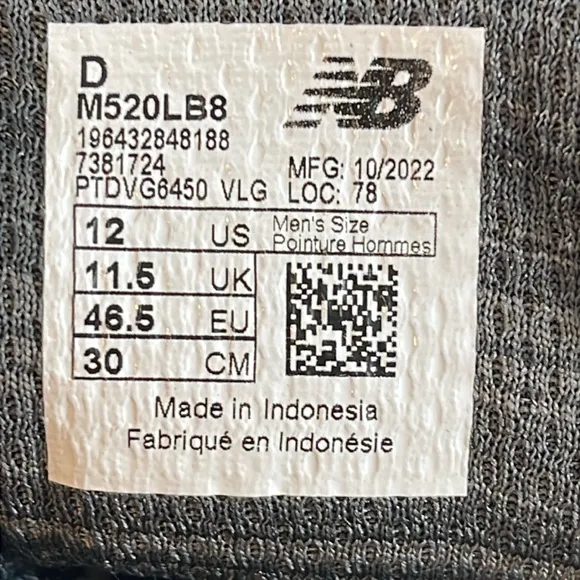 D
M520LB8
NB
196432848188
7381724
MFG: 10/2022
PTDVG6450 VLG LOC: 78
12 US Men's Size
Pointure Hommes
11.5 UK
46.5 EU
30 CM
Made in Indonesia
Fabriqué en Indonésie